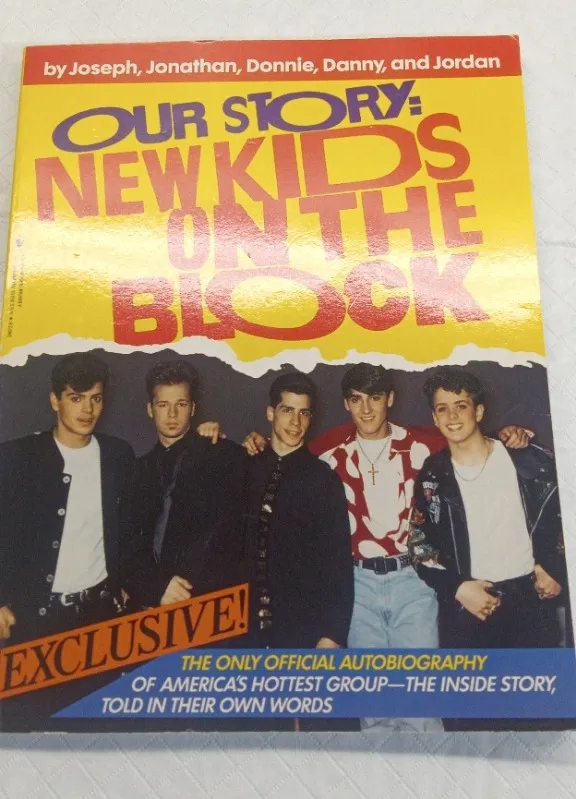 by Joseph, Jonathan, Donnie, Danny, and Jordan
OUR STORY:
NEW KIDS
ON THE
BLOCK
EXCLUSIVE!
THE ONLY OFFICIAL AUTOBIOGRAPHY
OF AMERICA'S HOTTEST GROUP—THE INSIDE STORY,
TOLD IN THEIR OWN WORDS